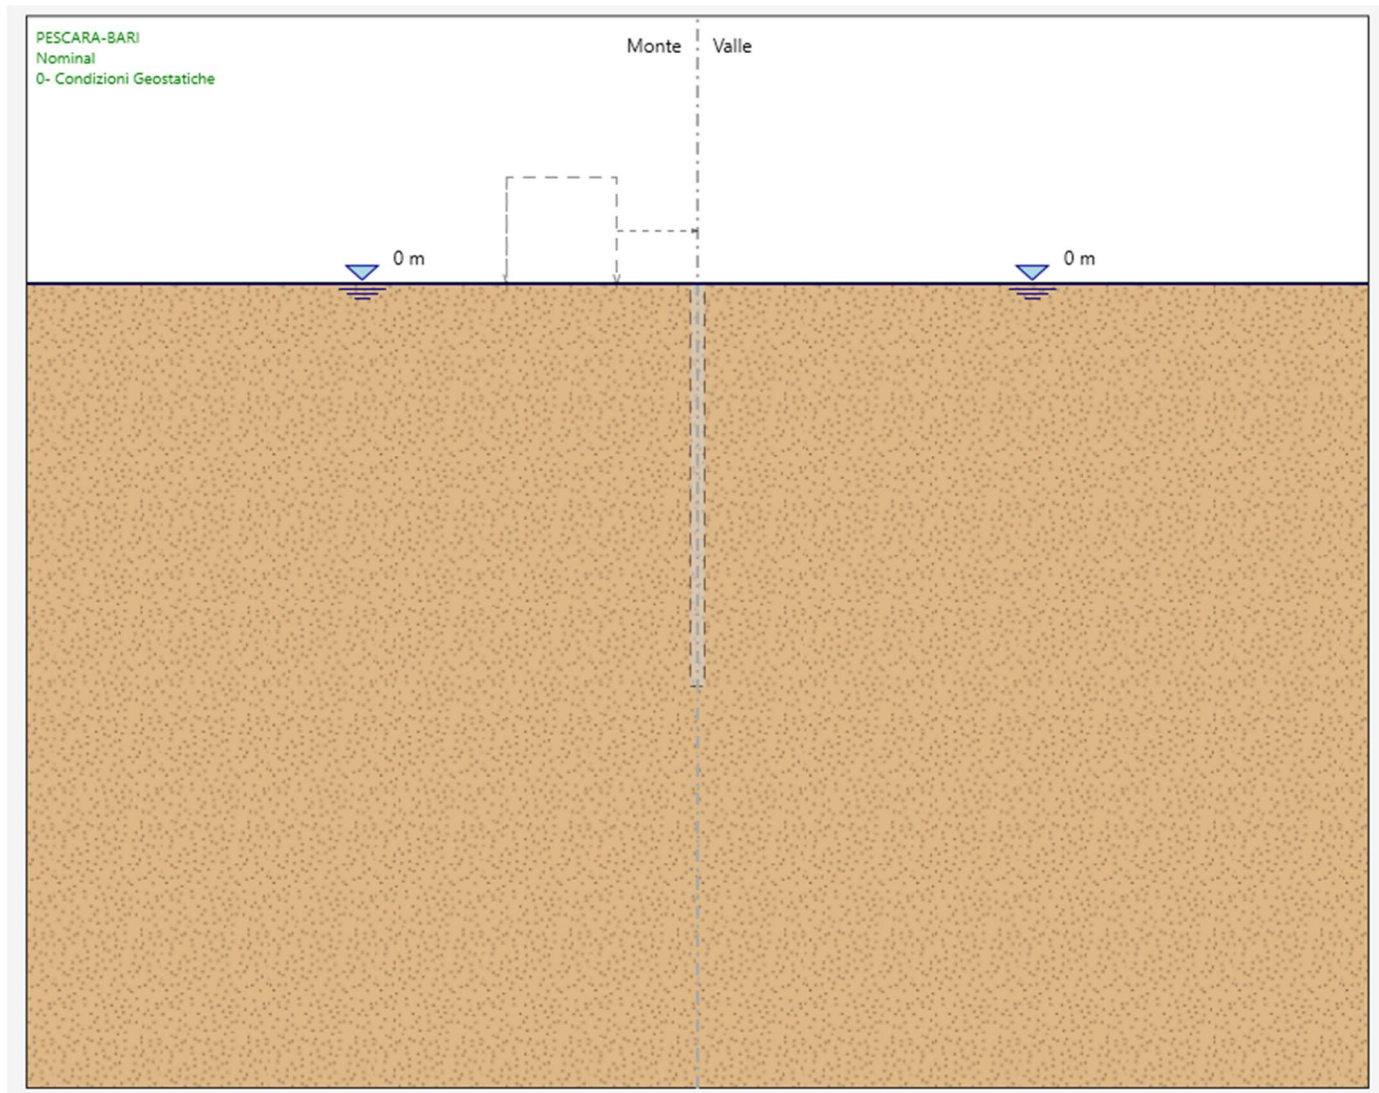 PESCARA-BARI
Nominal
0- Condizioni Geostatiche
Monte
Valle
0 m
0 m